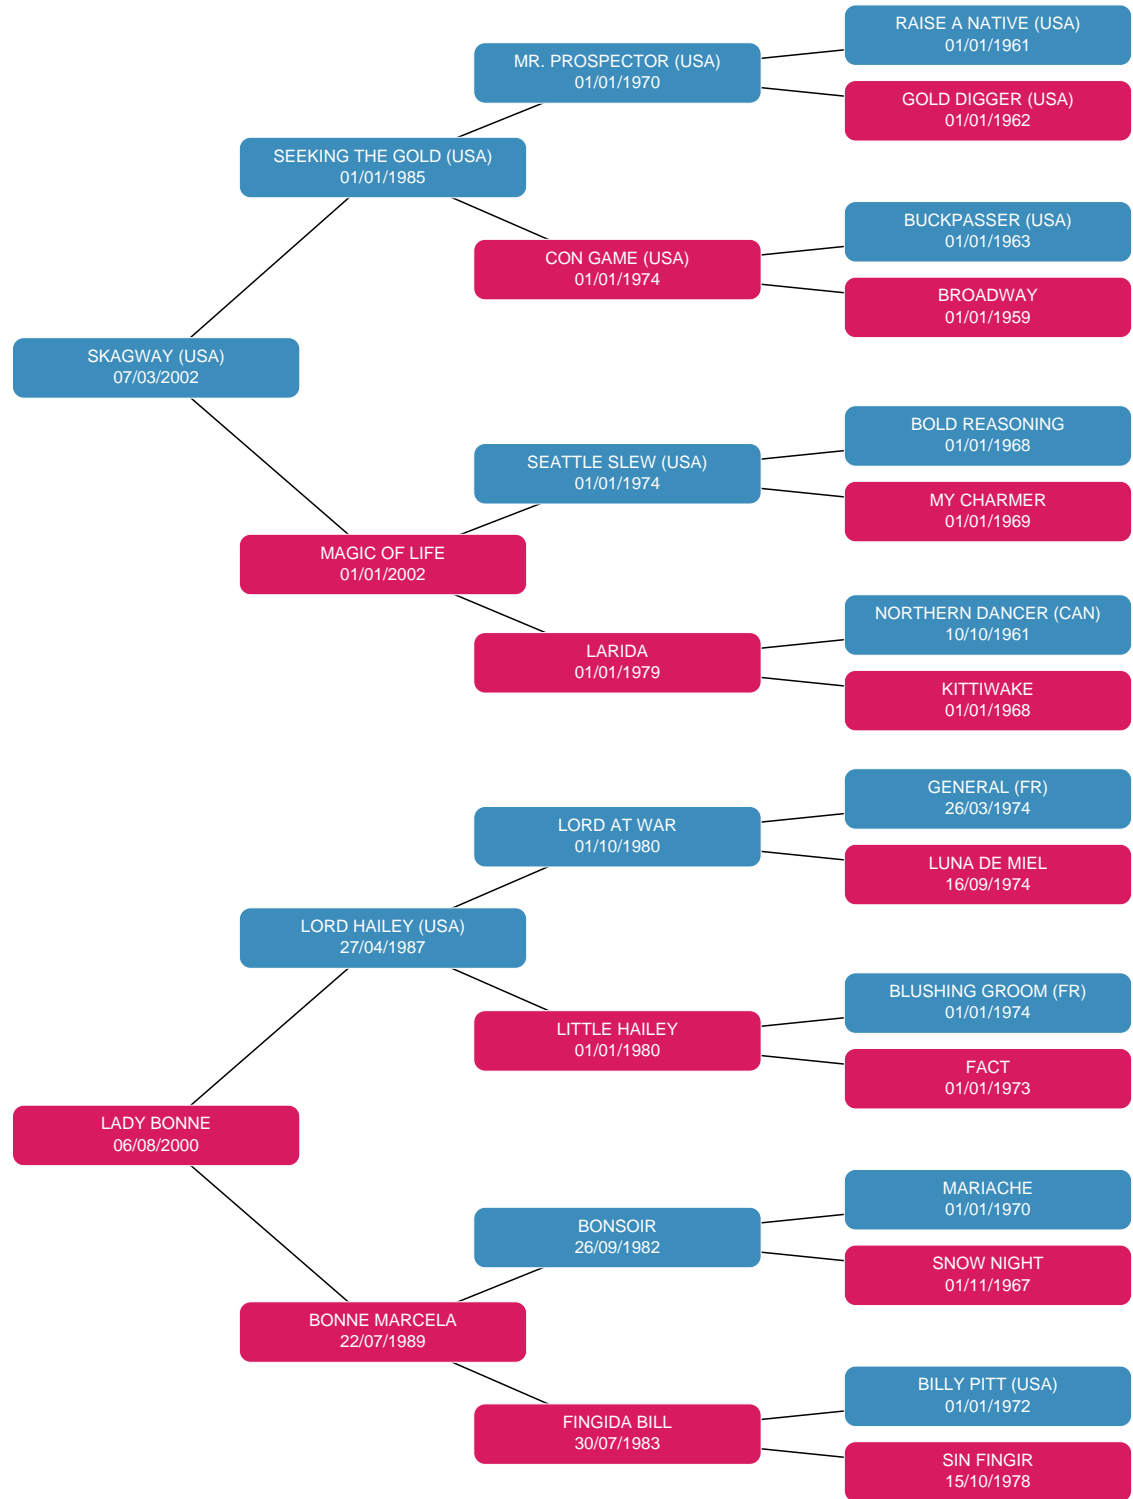 RAISE A NATIVE (USA)
01/01/1961
MR. PROSPECTOR (USA)
01/01/1970
GOLD DIGGER (USA)
01/01/1962
SEEKING THE GOLD (USA)
01/01/1985
BUCKPASSER (USA)
01/01/1963
CON GAME (USA)
01/01/1974
BROADWAY
01/01/1959
SKAGWAY (USA)
07/03/2002
BOLD REASONING
01/01/1968
SEATTLE SLEW (USA)
01/01/1974
MY CHARMER
01/01/1969
MAGIC OF LIFE
01/01/2002
NORTHERN DANCER (CAN)
10/10/1961
LARIDA
01/01/1979
KITTIWAKE
01/01/1968
GENERAL (FR)
26/03/1974
LORD AT WAR
01/10/1980
LUNA DE MIEL
16/09/1974
LORD HAILEY (USA)
27/04/1987
BLUSHING GROOM (FR)
01/01/1974
LITTLE HAILEY
01/01/1980
FACT
01/01/1973
LADY BONNE
06/08/2000
MARIACHE
01/01/1970
BONSOIR
26/09/1982
SNOW NIGHT
01/11/1967
BONNE MARCELA
22/07/1989
BILLY PITT (USA)
01/01/1972
FINGIDA BILL
30/07/1983
SIN FINGIR
15/10/1978